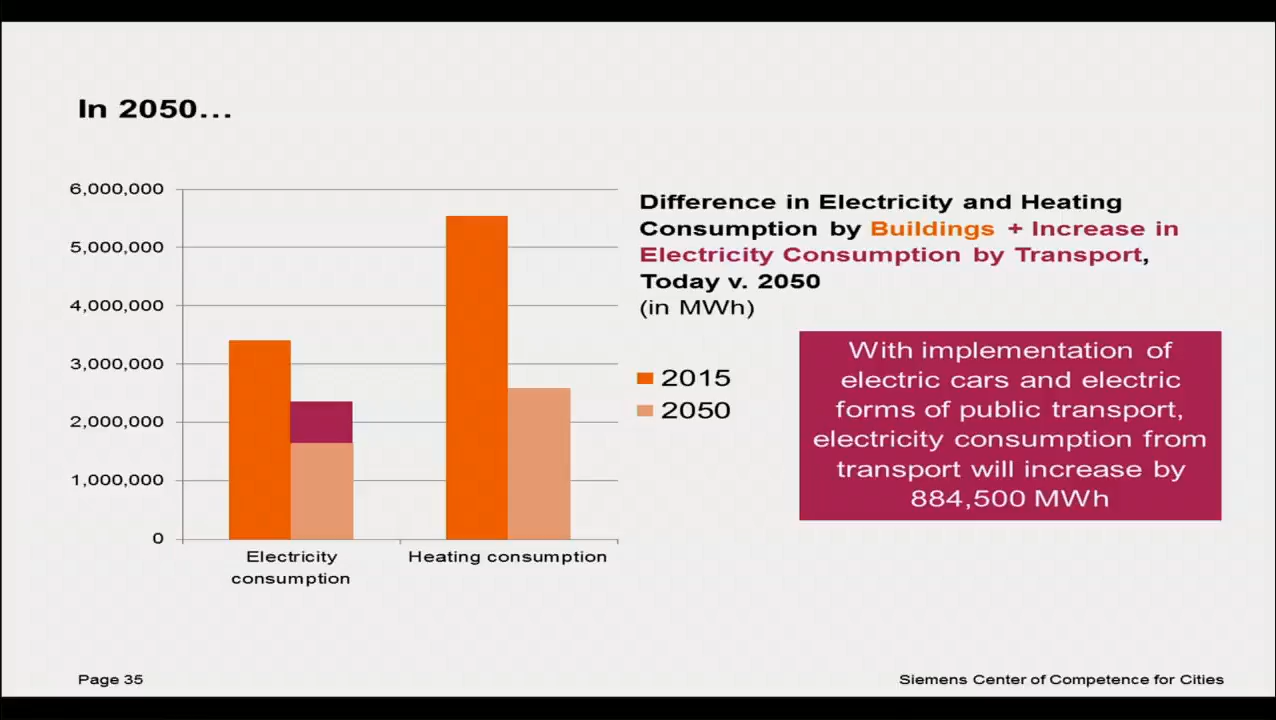 In 2050…
6,000,000
5,000,000
4,000,000
3,000,000
2,000,000
1,000,000
0
Electricity
consumption
Heating consumption
Difference in Electricity and Heating
Consumption by Buildings + Increase in
Electricity Consumption by Transport,
Today v. 2050
(in MWh)
2015
2050
With implementation of
electric cars and electric
forms of public transport,
electricity consumption from
transport will increase by
884,500 MWh
Page 35
Siemens Center of Competence for Cities